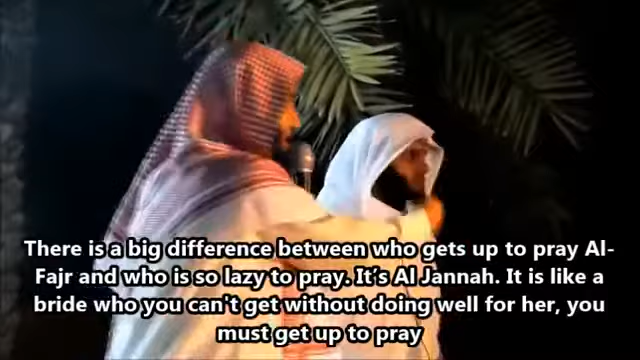 There is a big difference between who gets up to pray Al-
Fajr and who is so lazy to pray. It's Al Jannah. It is like a
bride who you can't get without doing well for her, you
must get up to pray